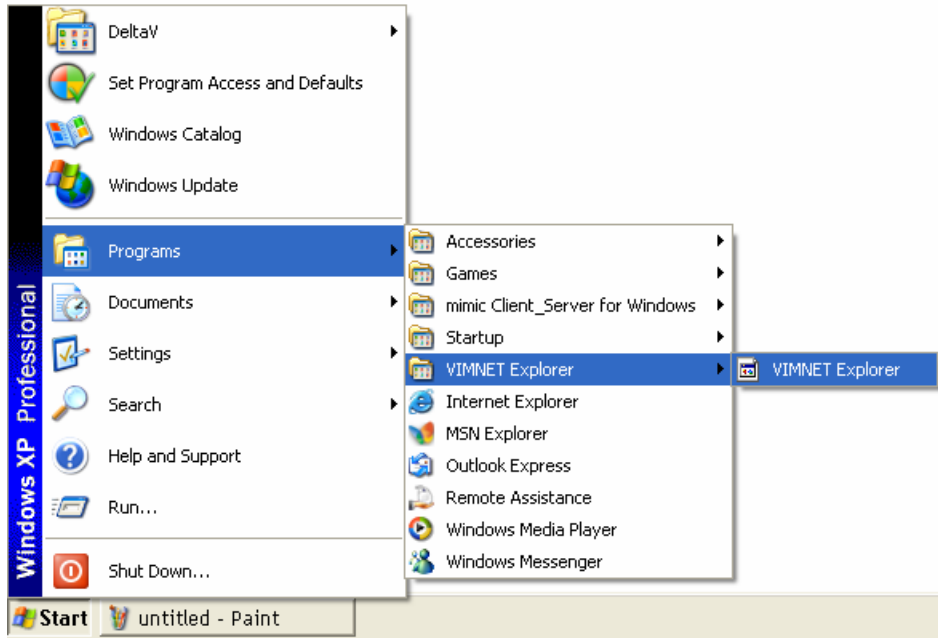 DeltaV
Set Program Access and Defaults
Windows Catalog
Windows Update
Programs
Documents
Settings
Search
Help and Support
Run...
Shut Down...
Windows XP Professional
Accessories
Games
mimic Client_Server for Windows
Startup
VIMNET Explorer
Internet Explorer
MSN Explorer
Outlook Express
Remote Assistance
Windows Media Player
Windows Messenger
VIMNET Explorer
Start
untitled - Paint